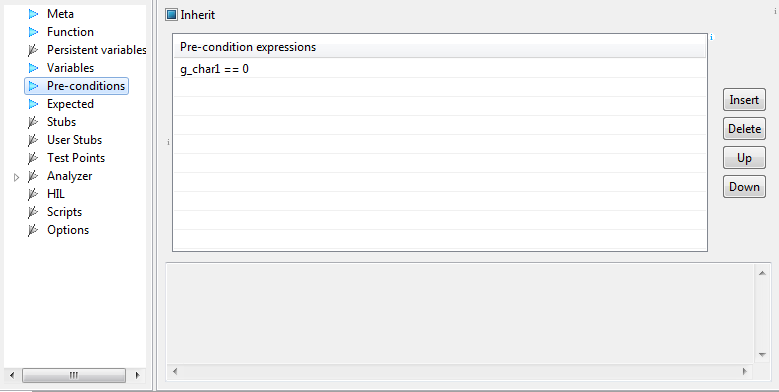 Meta
Function
Persistent variables
Variables
Pre-conditions
Expected
Stubs
User Stubs
Test Points
Analyzer
HIL
Scripts
Options
Inherit
Pre-condition expressions
g_char1 == 0
Insert
Delete
Up
Down